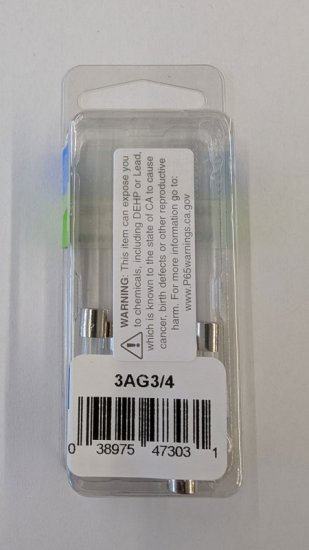 WARNING: This item can expose you
to chemicals, including DEHP or Lead,
which is known to the state of CA to cause
cancer, birth defects or other reproductive
harm. For more information go to:
www.P65warnings.ca.gov
3AG3/4
0 38975 47303 1